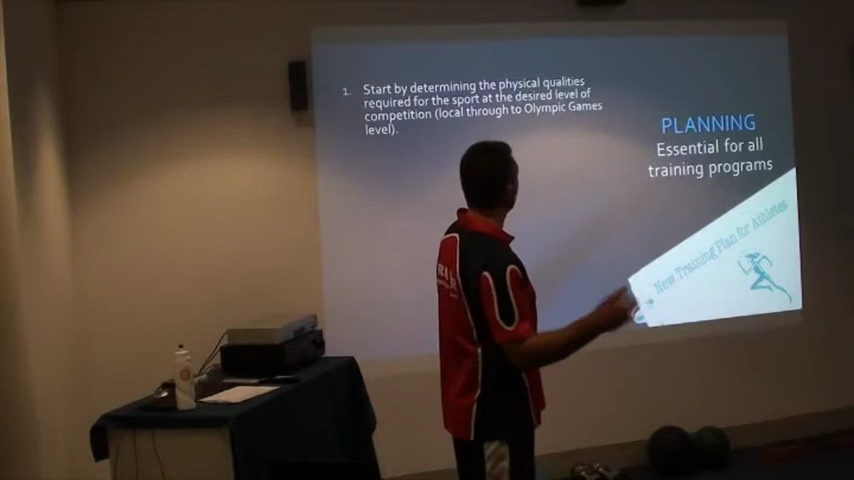 1. Start by determining the physical qualities
required for the sport at the desired level of
competition (local through to Olympic Games
level).
PLANNING
Essential for all
training programs
New Training Plan for Athletes